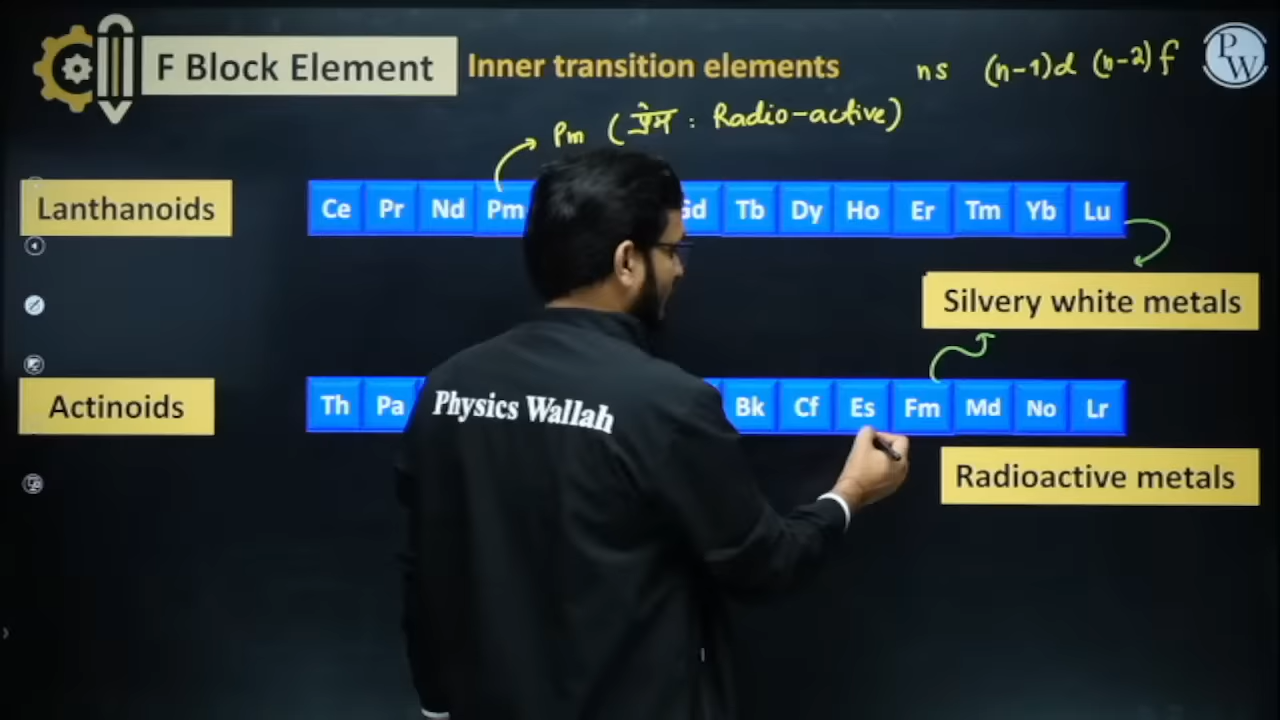 F Block Element Inner transition elements ns (n-1)d (n-2)f PW
Pm (प्रेम : Radio-active)
Lanthanoids Ce Pr Nd Pm Tb Dy Ho Er Tm Yb Lu
Silvery white metals
Actinoids Th Pa Bk Cf Es Fm Md No Lr
Physics Wallah
Radioactive metals